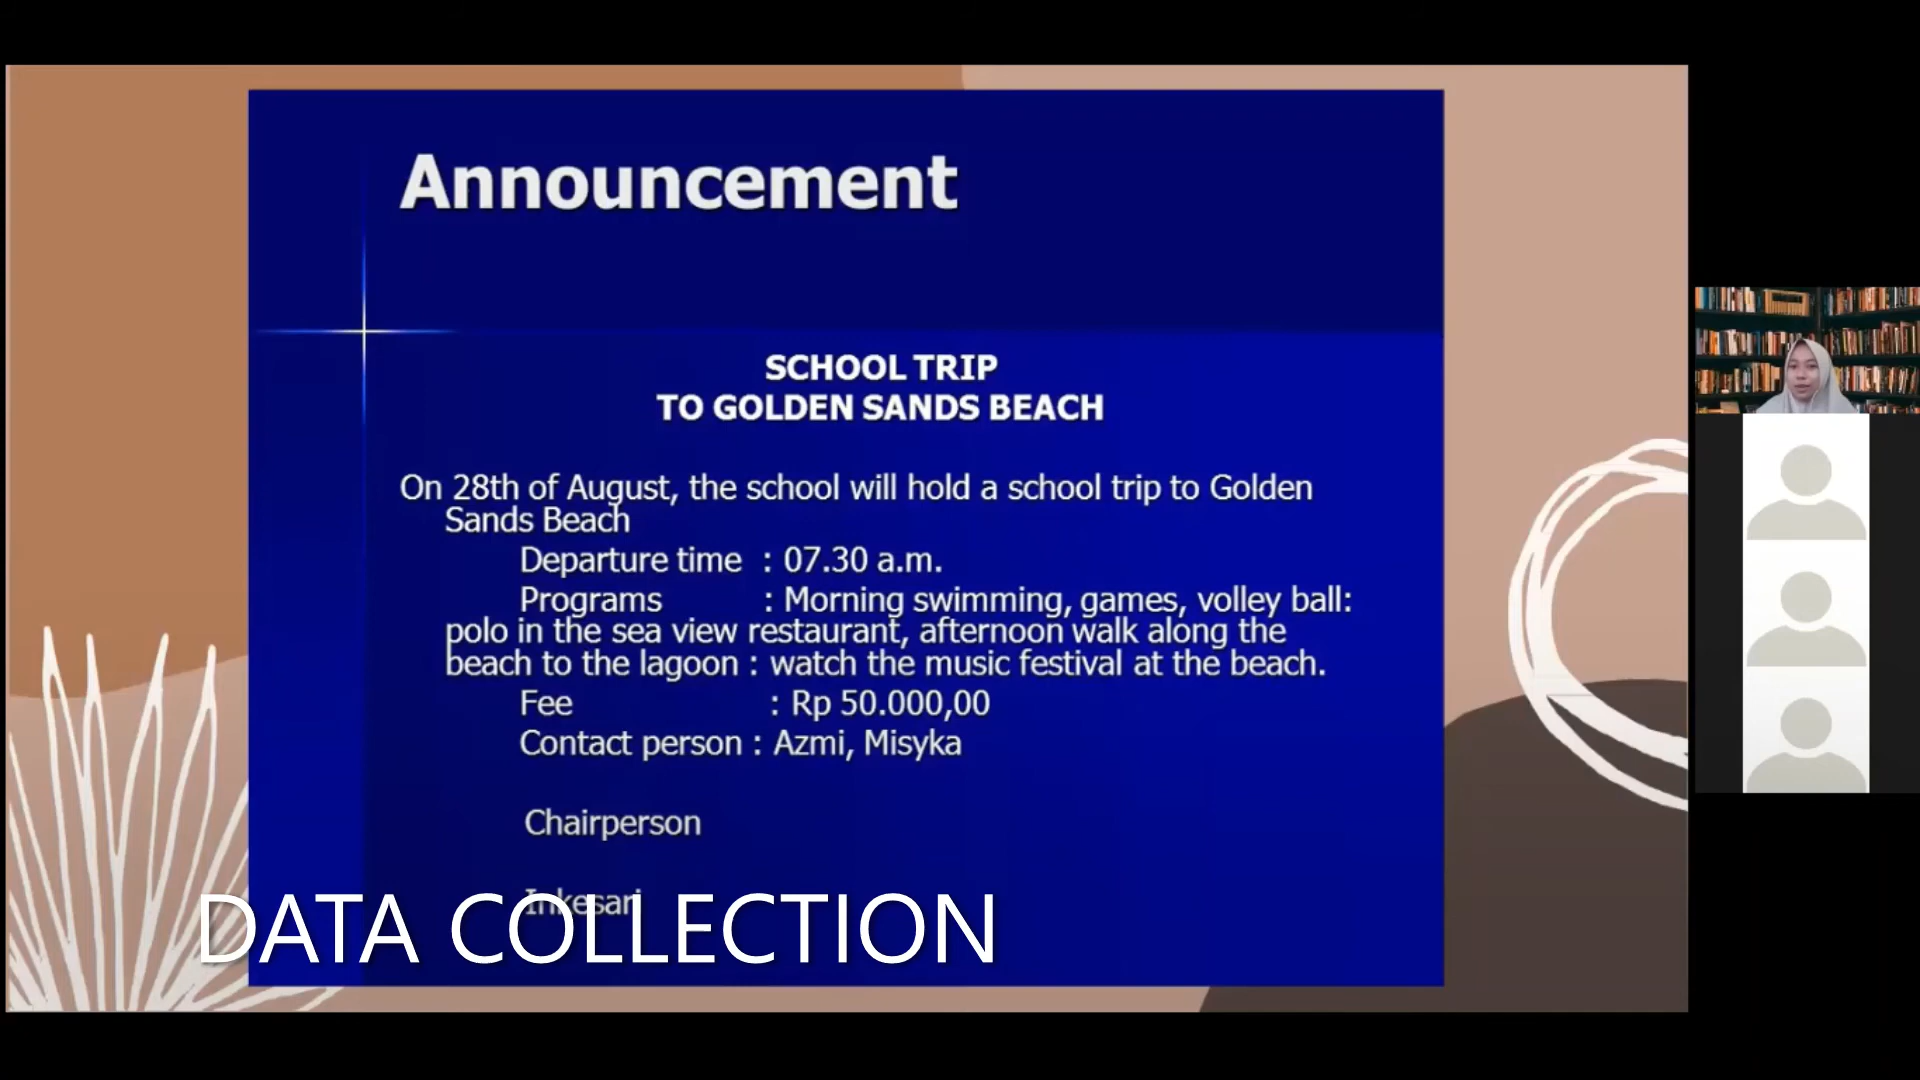 Announcement
SCHOOL TRIP
TO GOLDEN SANDS BEACH
On 28th of August, the school will hold a school trip to Golden
Sands Beach
Departure time : 07.30 a.m.
Programs : Morning swimming, games, volley ball:
polo in the sea view restaurant, afternoon walk along the
beach to the lagoon : watch the music festival at the beach.
Fee : Rp 50.000,00
Contact person : Azmi, Misyka
Chairperson
Inkesari
DATA COLLECTION